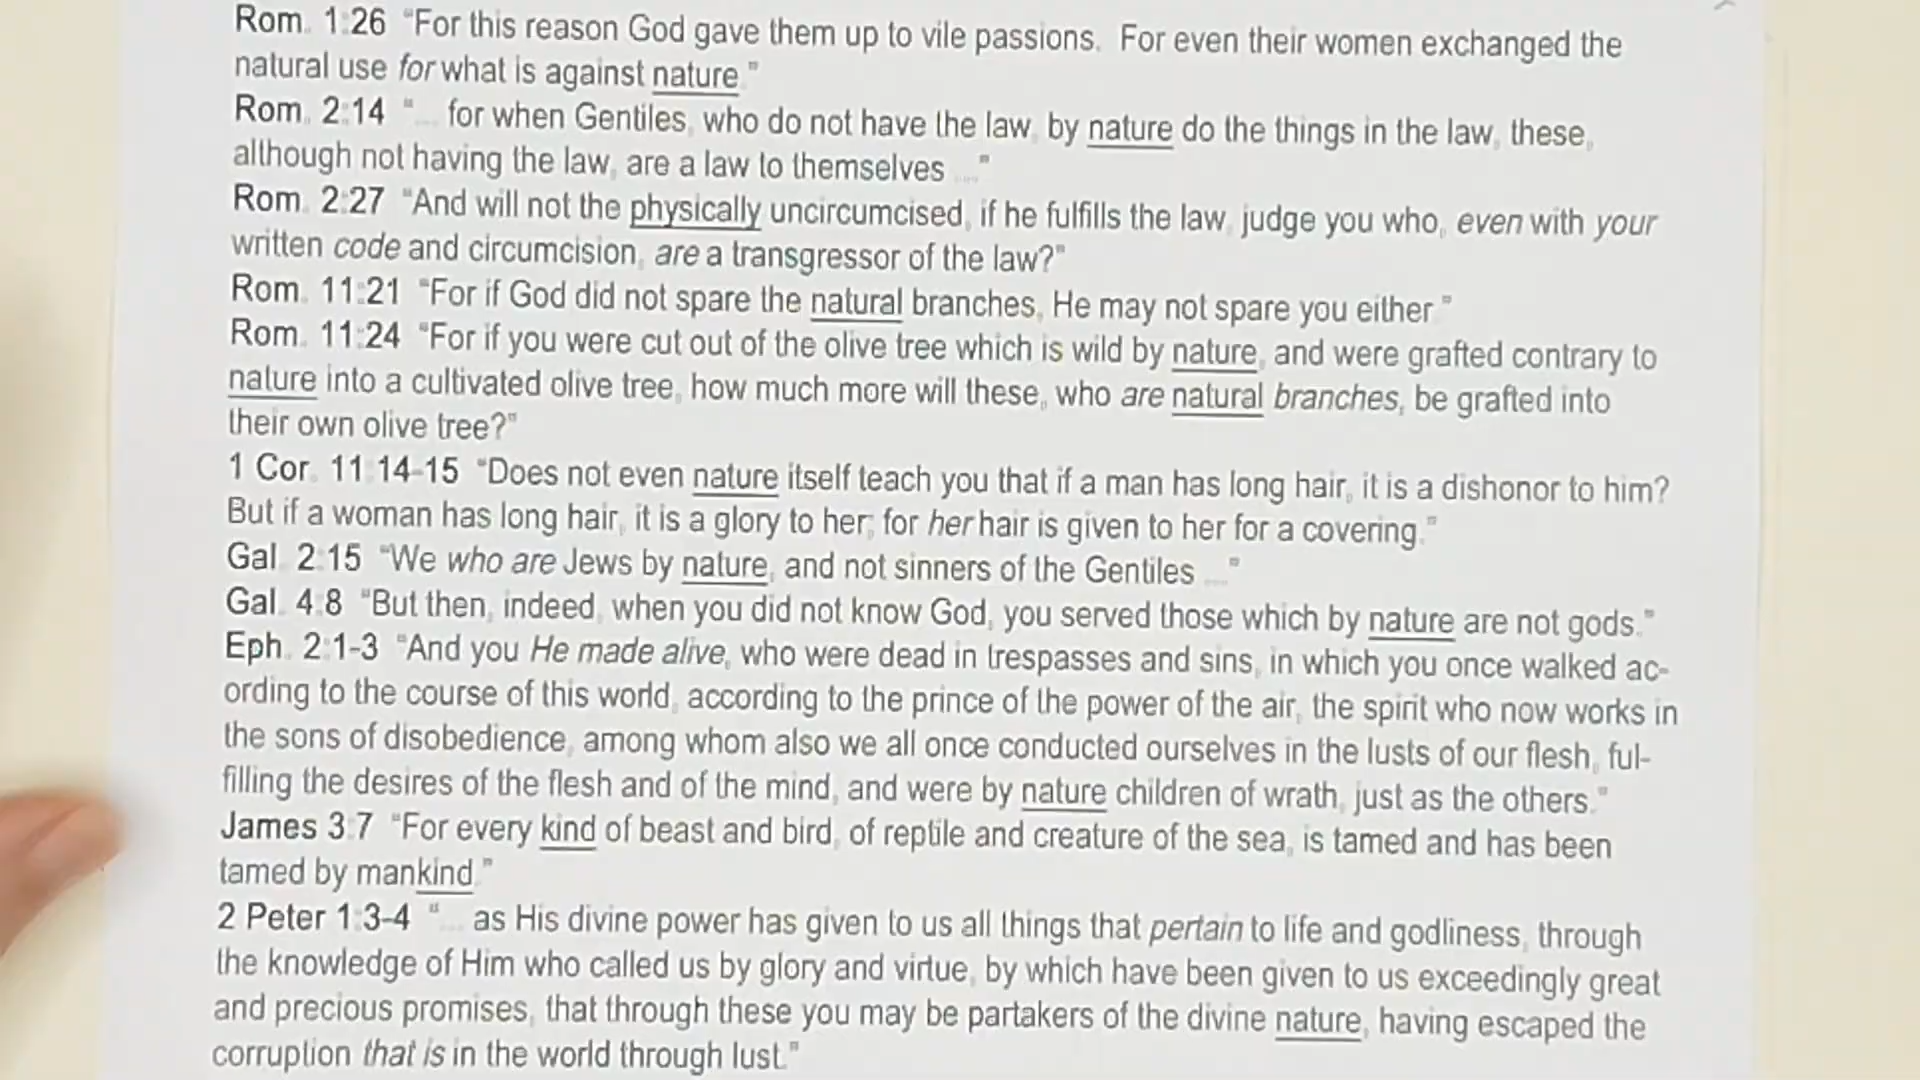 Rom. 1:26 "For this reason God gave them up to vile passions. For even their women exchanged the
natural use for what is against nature."
Rom. 2:14 "... for when Gentiles, who do not have the law, by nature do the things in the law, these,
although not having the law, are a law to themselves ...."
Rom. 2:27 "And will not the physically uncircumcised, if he fulfills the law, judge you who, even with your
written code and circumcision, are a transgressor of the law?"
Rom. 11:21 "For if God did not spare the natural branches, He may not spare you either."
Rom. 11:24 "For if you were cut out of the olive tree which is wild by nature, and were grafted contrary to
nature into a cultivated olive tree, how much more will these, who are natural branches, be grafted into
their own olive tree?"
1 Cor. 11:14-15 "Does not even nature itself teach you that if a man has long hair, it is a dishonor to him?
But if a woman has long hair, it is a glory to her; for her hair is given to her for a covering."
Gal. 2:15 "We who are Jews by nature, and not sinners of the Gentiles ...."
Gal. 4:8 "But then, indeed, when you did not know God, you served those which by nature are not gods."
Eph. 2:1-3 "And you He made alive, who were dead in trespasses and sins, in which you once walked ac-
ording to the course of this world, according to the prince of the power of the air, the spirit who now works in
the sons of disobedience, among whom also we all once conducted ourselves in the lusts of our flesh, ful-
filling the desires of the flesh and of the mind, and were by nature children of wrath, just as the others."
James 3:7 "For every kind of beast and bird, of reptile and creature of the sea, is tamed and has been
tamed by mankind."
2 Peter 1:3-4 "... as His divine power has given to us all things that pertain to life and godliness, through
the knowledge of Him who called us by glory and virtue, by which have been given to us exceedingly great
and precious promises, that through these you may be partakers of the divine nature, having escaped the
corruption that is in the world through lust."